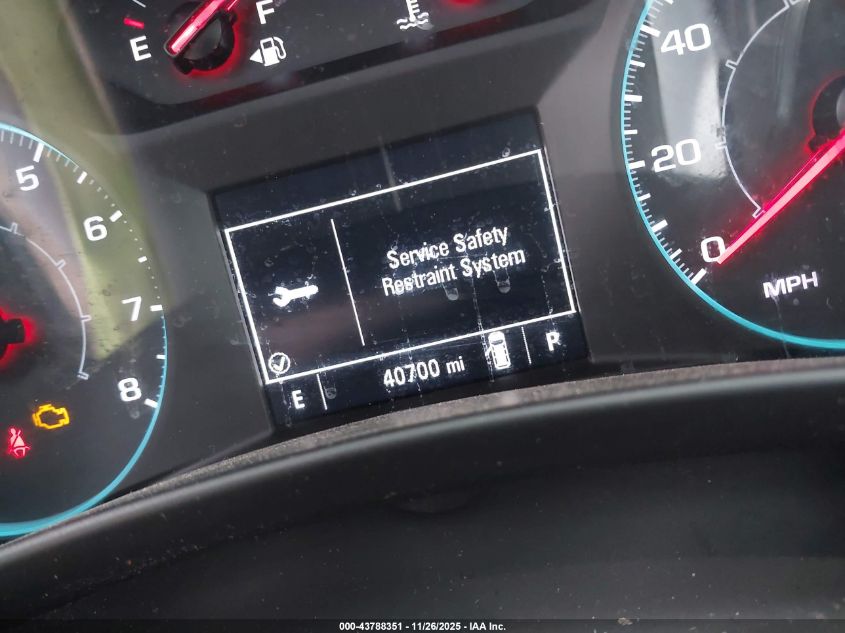 F
E
40
20
0
MPH
5
6
7
8
Service Safety
Restraint System
E 40700 mi P
000-43788351 - 11/26/2025 - IAA Inc.